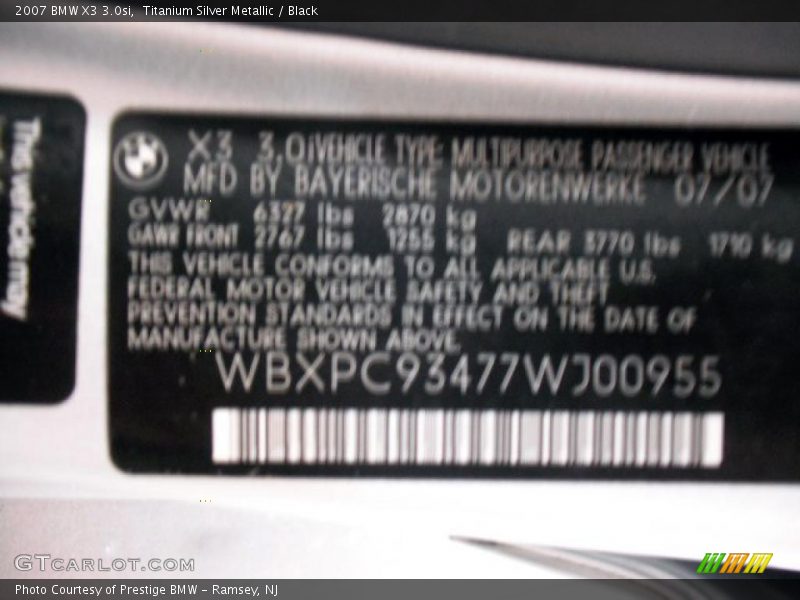 2007 BMW X3 3.0si,  Titanium Silver Metallic / Black
This vehicle may
X3 3.0i VEHICLE TYPE: MULTIPURPOSE PASSENGER VEHICLE
MFD BY BAYERISCHE MOTORENWERKE 07/07
GVWR 6327 lbs 2870 kg
GAWR FRONT 2767 lbs 1255 kg REAR 3770 lbs 1710 kg
THIS VEHICLE CONFORMS TO ALL APPLICABLE U.S.
FEDERAL MOTOR VEHICLE SAFETY AND THEFT
PREVENTION STANDARDS IN EFFECT ON THE DATE OF
MANUFACTURE SHOWN ABOVE.
WBXPC93477WJ00955
GTCARLOT.COM
Photo Courtesy of Prestige BMW - Ramsey, NJ